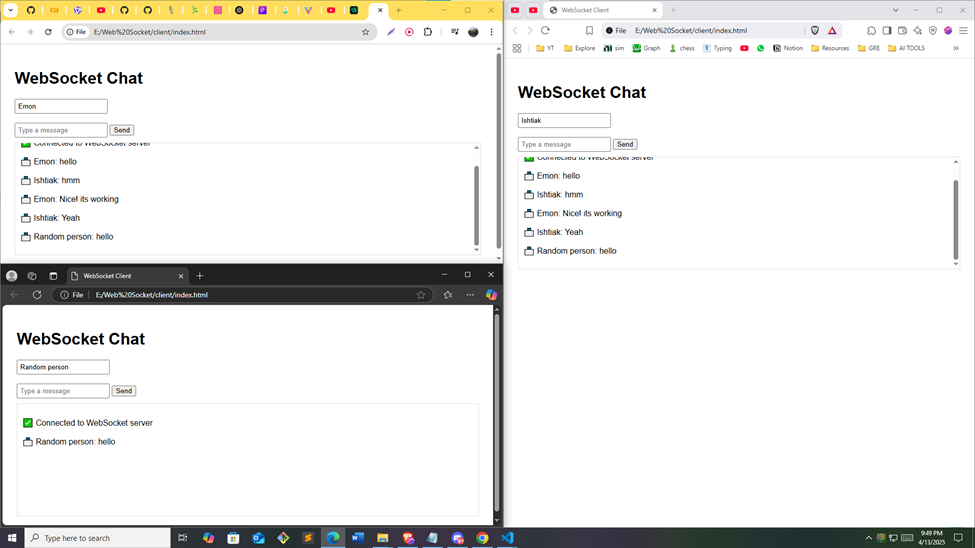 File
E:/Web%20Socket/client/index.html
WebSocket Chat
Emon
Type a message
Send
Connected to WebSocket server
Emon: hello
Ishtiak: hmm
Emon: Nice! its working
Ishtiak: Yeah
Random person: hello
WebSocket Client
File
E:/Web%20Socket/client/index.html
YT
Explore
sim
Graph
chess
Typing
Notion
Resources
GRE
AI TOOLS
WebSocket Chat
Ishtiak
Type a message
Send
Connected to WebSocket server
Emon: hello
Ishtiak: hmm
Emon: Nice! its working
Ishtiak: Yeah
Random person: hello
WebSocket Client
File
E:/Web%20Socket/client/index.html
WebSocket Chat
Random person
Type a message
Send
Connected to WebSocket server
Random person: hello
Type here to search
9:49 PM
4/13/2025